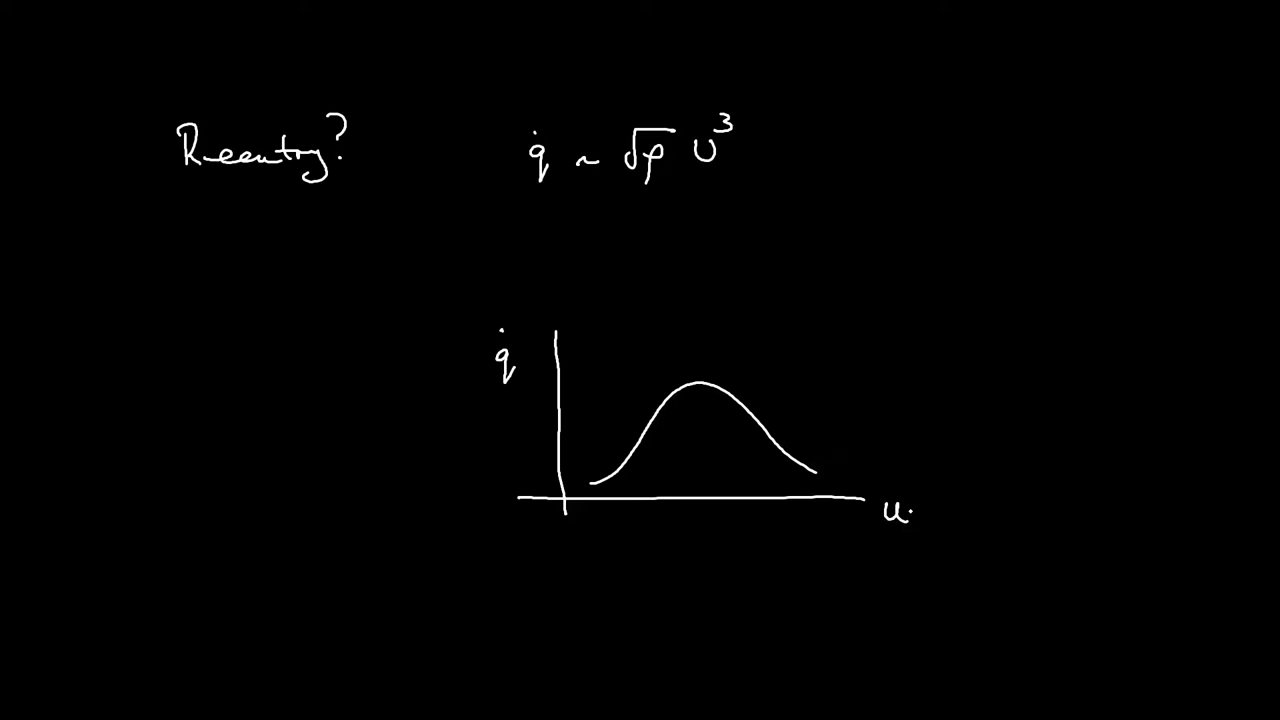 Reentry? q̇ ~ √ρ U³
q̇
u.